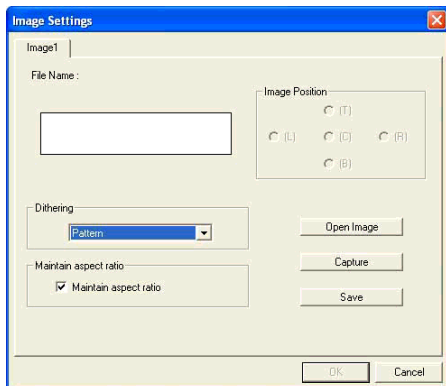 Image Settings
Image1
File Name :
Image Position
(T)
(L) (C) (R)
(B)
Dithering
Pattern
Open Image
Maintain aspect ratio
Capture
Maintain aspect ratio
Save
OK Cancel